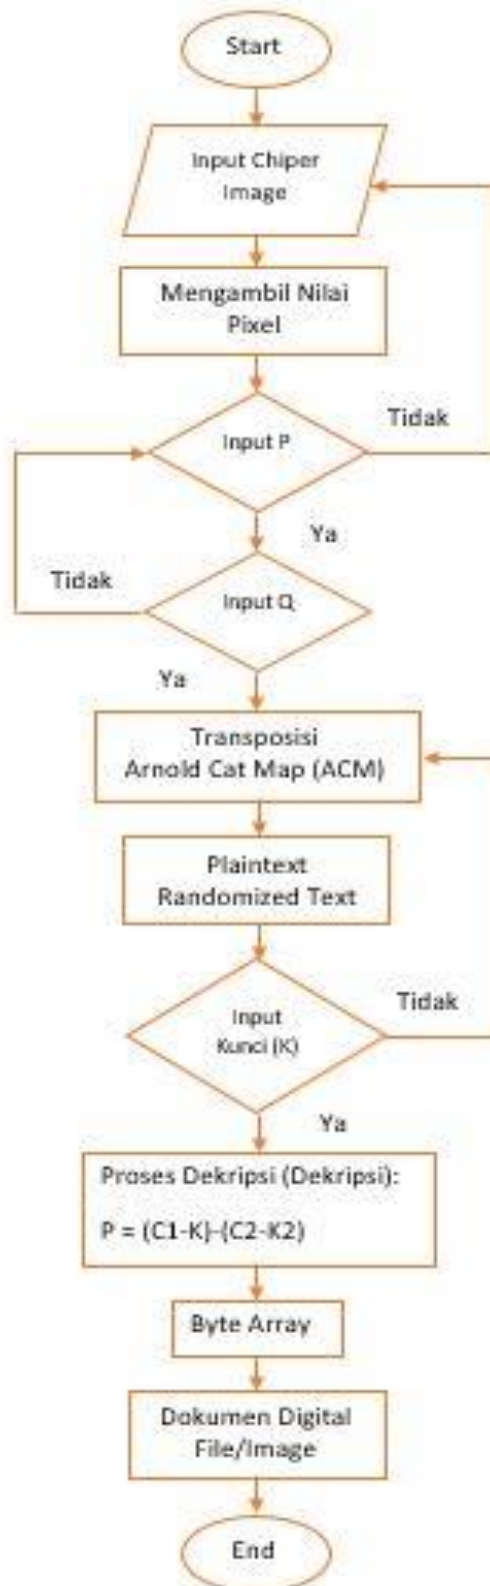 Start
Input Chiper
Image
Mengambil Nilai
Pixel
Input P
Tidak
Ya
Input Q
Tidak
Ya
Transposisi
Arnold Cat Map (ACM)
Plaintext
Randomized Text
Input
Kunci (K)
Tidak
Ya
Proses Dekripsi (Dekripsi):
P = (C1-K)-(C2-K2)
Byte Array
Dokumen Digital
File/Image
End